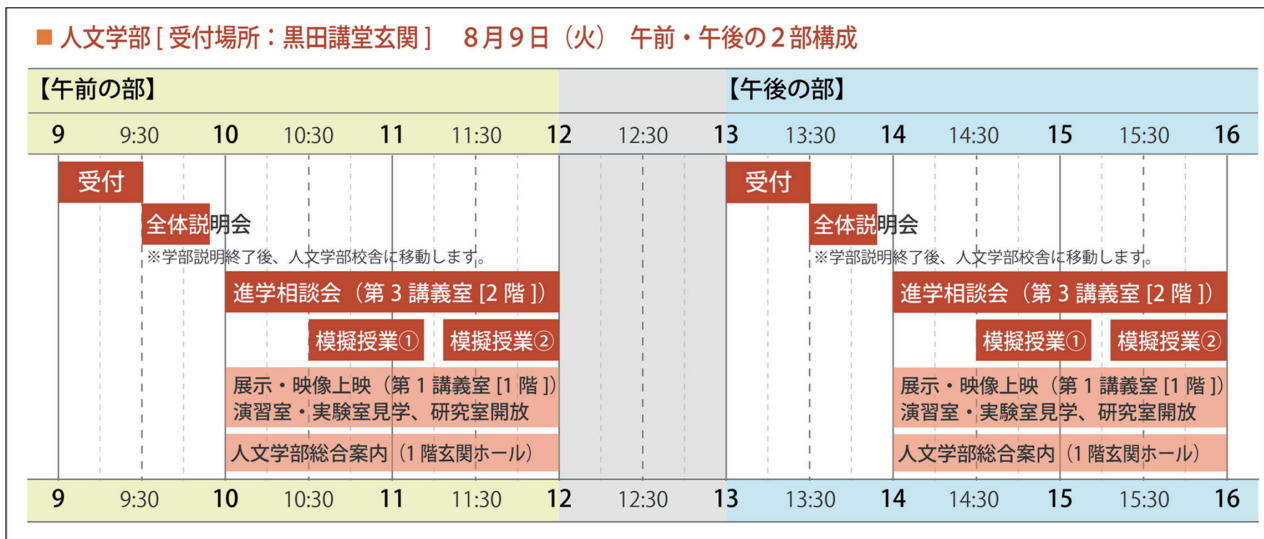 ■ 人文学部 [ 受付場所:黒田講堂玄関 ] 8月9日(火) 午前・午後の2部構成
【午前の部】 【午後の部】
9 9:30 10 10:30 11 11:30 12 12:30 13 13:30 14 14:30 15 15:30 16
受付 受付
全体説明会 全体説明会
※学部説明終了後、人文学部校舎に移動します。 ※学部説明終了後、人文学部校舎に移動します。
進学相談会(第3講義室 [2階]) 進学相談会(第3講義室 [2階])
模擬授業① 模擬授業② 模擬授業① 模擬授業②
展示・映像上映(第1講義室 [1階]) 展示・映像上映(第1講義室 [1階])
演習室・実験室見学、研究室開放 演習室・実験室見学、研究室開放
人文学部総合案内(1階玄関ホール) 人文学部総合案内(1階玄関ホール)
9 9:30 10 10:30 11 11:30 12 12:30 13 13:30 14 14:30 15 15:30 16